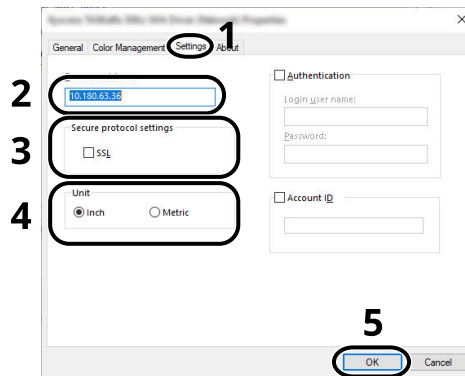 1
General Color Management Settings About
2
10.180.63.36
Authentication
Login user name:
Password:
3
Secure protocol settings
SSL
4
Unit
Inch Metric
Account ID
5
OK Cancel